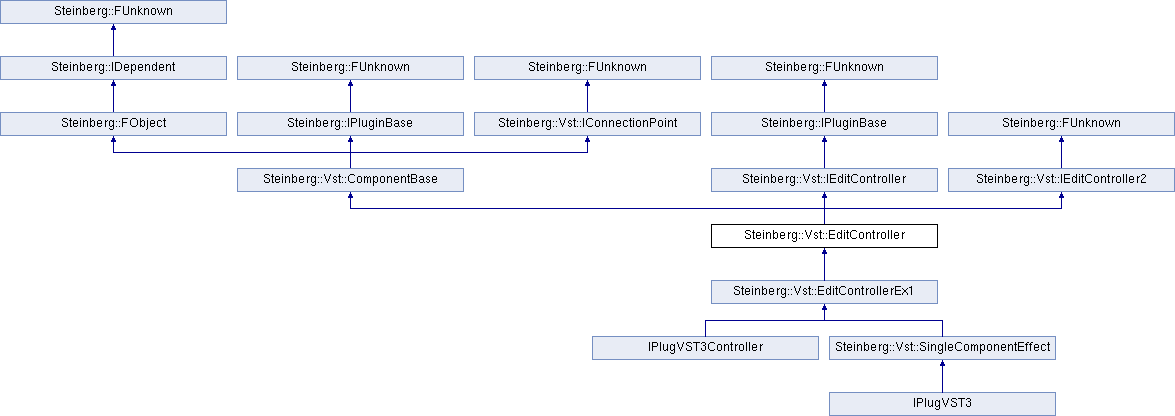 Steinberg::FUnknown
Steinberg::IDependent
Steinberg::FUnknown
Steinberg::FUnknown
Steinberg::FUnknown
Steinberg::FObject
Steinberg::IPluginBase
Steinberg::Vst::IConnectionPoint
Steinberg::IPluginBase
Steinberg::FUnknown
Steinberg::Vst::ComponentBase
Steinberg::Vst::IEditController
Steinberg::Vst::IEditController2
Steinberg::Vst::EditController
Steinberg::Vst::EditControllerEx1
IPlugVST3Controller
Steinberg::Vst::SingleComponentEffect
IPlugVST3